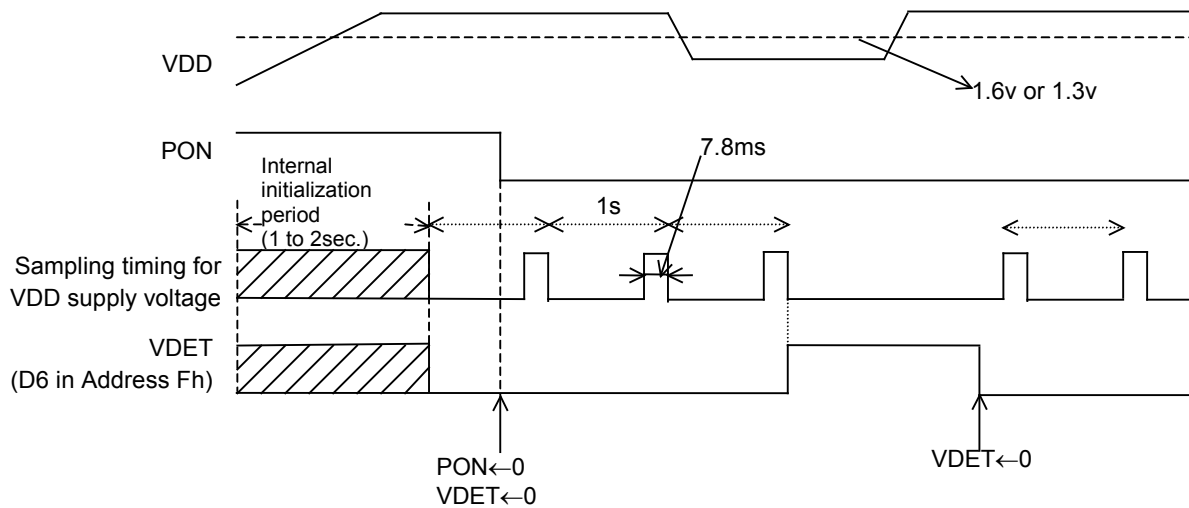 VDD
1.6v or 1.3v
PON
7.8ms
Internal
initialization
period
(1 to 2sec.)
1s
Sampling timing for
VDD supply voltage
VDET
(D6 in Address Fh)
PON←0
VDET←0
VDET←0